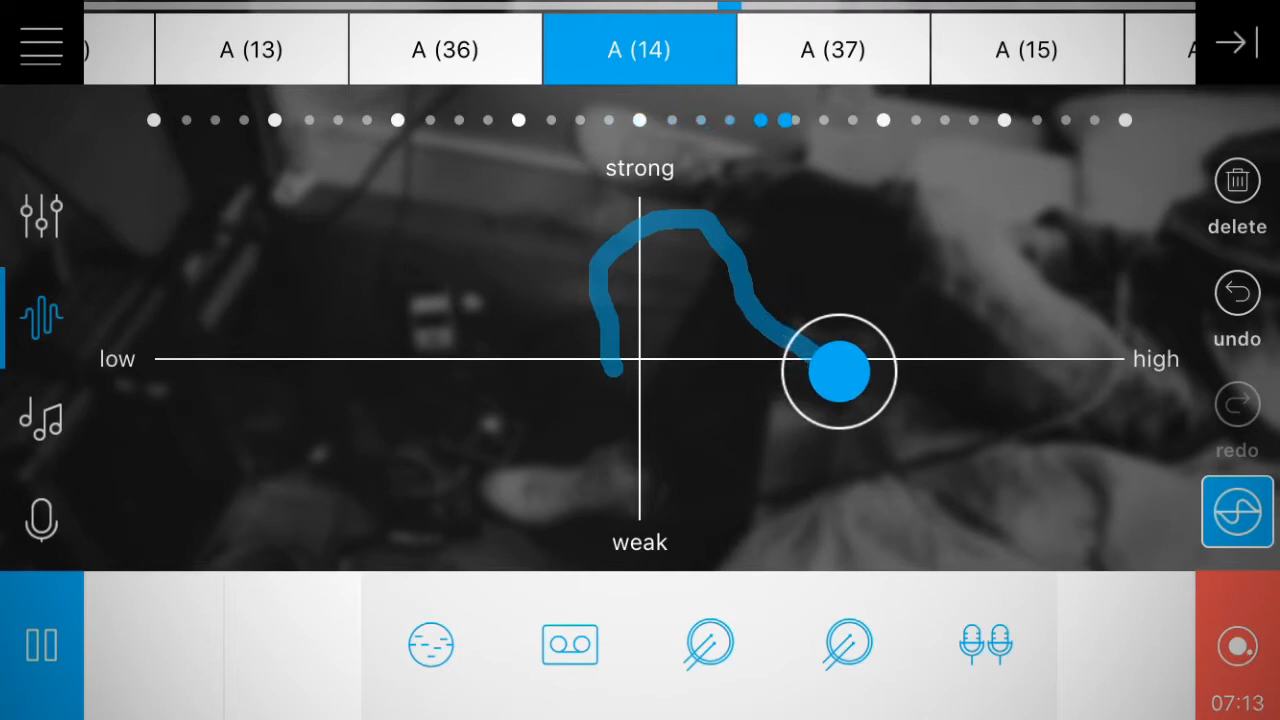 A (13)
A (36)
A (14)
A (37)
A (15)
strong
low
high
weak
delete
undo
redo
07:13